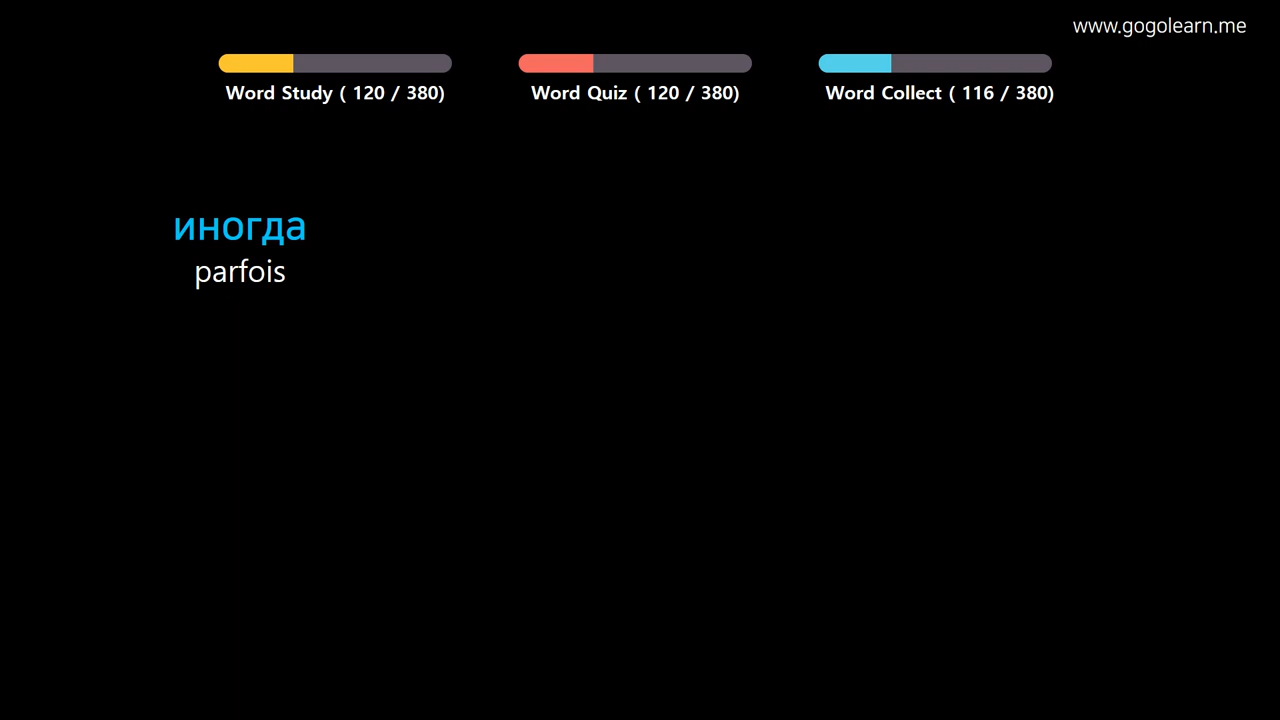 www.gogolearn.me
Word Study ( 120 / 380)
Word Quiz ( 120 / 380)
Word Collect ( 116 / 380)
иногда
parfois